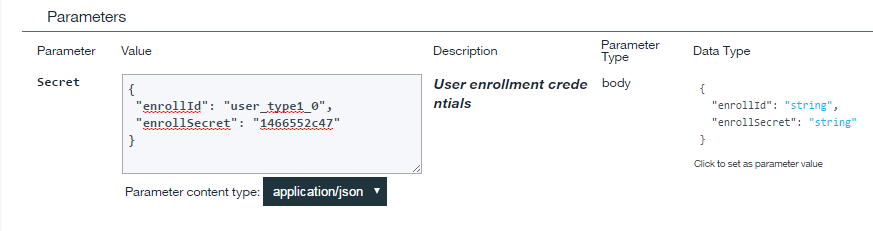 Parameters
Parameter Value Description Parameter Type Data Type
Secret
{
"enrollId": "user_type1_0",
"enrollSecret": "1466552c47"
}
User enrollment crede
ntials
body
{
"enrollId": "string",
"enrollSecret": "string"
}
Click to set as parameter value
Parameter content type: application/json